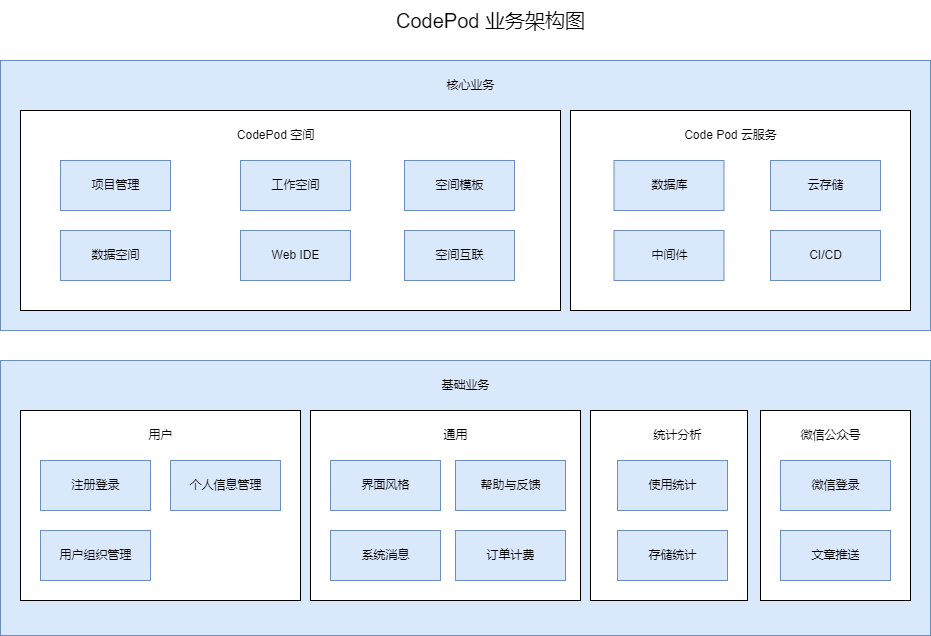 CodePod 业务架构图
核心业务
CodePod 空间
项目管理
工作空间
空间模板
数据空间
Web IDE
空间互联
Code Pod 云服务
数据库
云存储
中间件
CI/CD
基础业务
用户
注册登录
个人信息管理
用户组织管理
通用
界面风格
帮助与反馈
系统消息
订单计费
统计分析
使用统计
存储统计
微信公众号
微信登录
文章推送